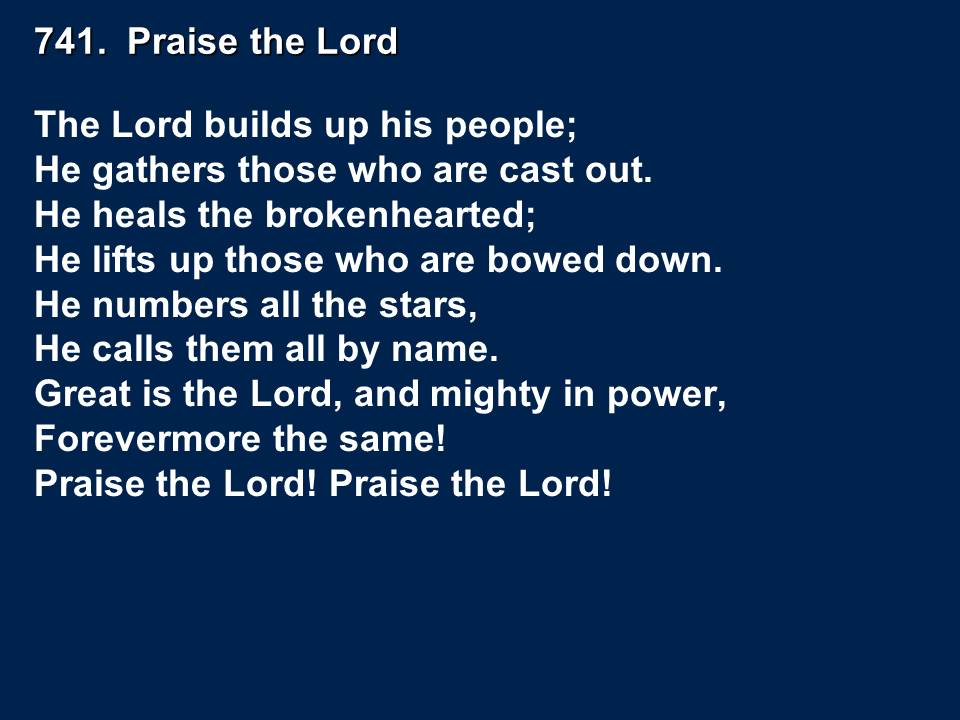 741.  Praise the Lord
The Lord builds up his people;
He gathers those who are cast out.
He heals the brokenhearted;
He lifts up those who are bowed down.
He numbers all the stars,
He calls them all by name.
Great is the Lord, and mighty in power,
Forevermore the same!
Praise the Lord! Praise the Lord!